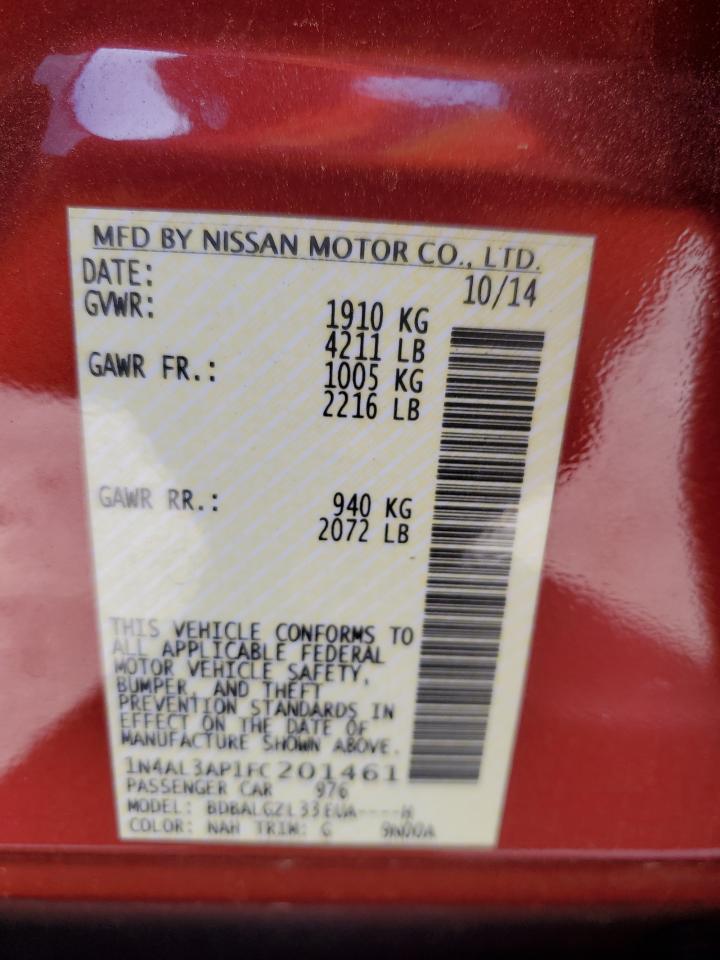 MFD BY NISSAN MOTOR CO., LTD.
DATE: 10/14
GVWR: 1910 KG
4211 LB
GAWR FR.: 1005 KG
2216 LB
GAWR RR.: 940 KG
2072 LB
THIS VEHICLE CONFORMS TO
ALL APPLICABLE FEDERAL
MOTOR VEHICLE SAFETY,
BUMPER, AND THEFT
PREVENTION STANDARDS IN
EFFECT ON THE DATE OF
MANUFACTURE SHOWN ABOVE.
1N4AL3AP1FC201461
PASSENGER CAR 976
MODEL:
COLOR: NAH TRIM: G